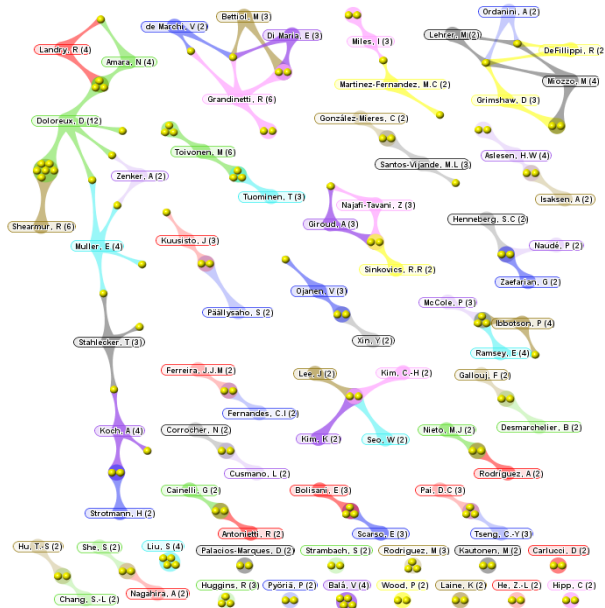 Landry, R (4)
Amara, N (4)
Doloreux, D (12)
Zenker, A (2)
Shearmur, R (6)
Muller, E (4)
Stahlecker, T (3)
Koch, A (4)
Strotmann, H (2)
de Marchi, V (2)
Bettiol, M (3)
Di Maria, E (3)
Grandinetti, R (6)
Miles, I (3)
Martinez-Fernandez, M.C (2)
Ordanini, A (2)
Lehrer, M (2)
DeFillippi, R (2
Miozzo, M (4)
Grimshaw, D (3)
Toivonen, M (6)
Tuominen, T (3)
González-Mieres, C (2)
Santos-Vijande, M.L (3)
Aslesen, H.W (4)
Isaksen, A (2)
Najafi-Tavani, Z (3)
Giroud, A (3)
Sinkovics, R.R (2)
Henneberg, S.C (2)
Naudé, P (2)
Zaefarian, G (2)
Kuusisto, J (3)
Päällysaho, S (2)
Ojanen, V (3)
Xin, Y (2)
McCole, P (3)
Ibbotson, P (4)
Ramsey, E (4)
Ferreira, J.J.M (2)
Fernandes, C.I (2)
Lee, J (2)
Kim, C.-H (2)
Kim, K (2)
Seo, W (2)
Gallouj, F (2)
Desmarchelier, B (2)
Corrocher, N (2)
Cusmano, L (2)
Nieto, M.J (2)
Rodríguez, A (2)
Cainelli, G (2)
Antonietti, R (2)
Bolisani, E (3)
Scarso, E (3)
Pai, D.C (3)
Tseng, C.-Y (3)
Hu, T.-S (2)
Chang, S.-L (2)
She, S (2)
Nagahira, A (2)
Liu, S (4)
Palacios-Marques, D (2)
Strambach, S (2)
Rodriguez, M (3)
Kautonen, M (2)
Carlucci, D (2)
Huggins, R (3)
Pyöriä, P (2)
Balá, V (4)
Wood, P (2)
Laine, K (2)
He, Z.-L (2)
Hipp, C (2)